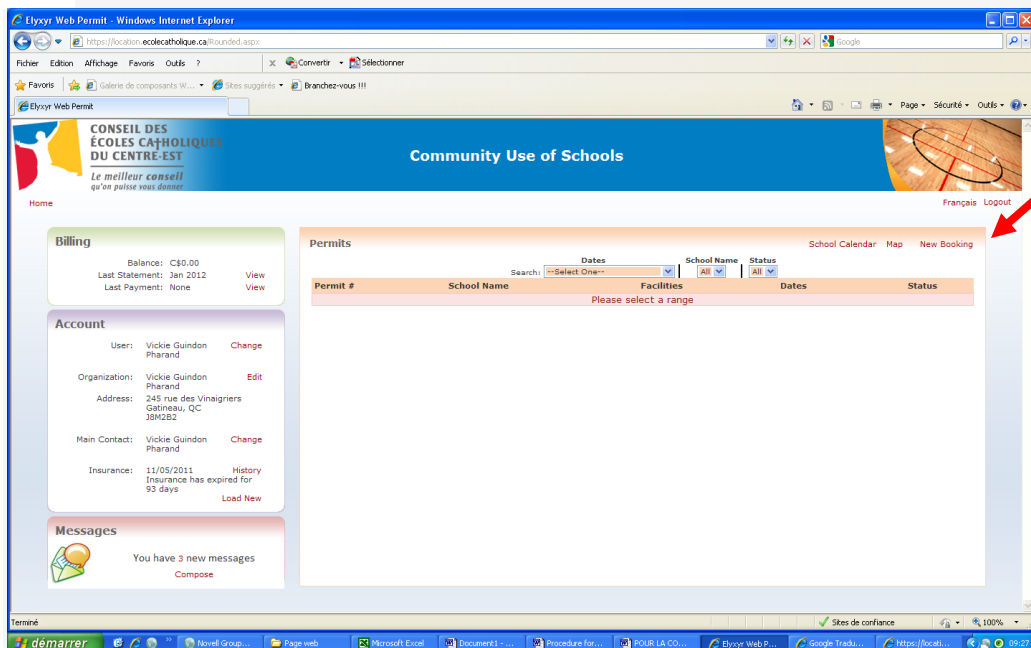 Elyxyr Web Permit - Windows Internet Explorer
https://location.ecolecatholique.ca/Rounded.aspx
Google
Fichier Edition Affichage Favoris Outils ?
x Convertir Sélectionner
Favoris Galerie de composants W... Sites suggérés Branchez-vous !!!
Elyxyr Web Permit
Page Sécurité Outils
CONSEIL DES
ÉCOLES CATHOLIQUES
DU CENTRE-EST
Le meilleur conseil
qu'on puisse vous donner
Community Use of Schools
Home
Français Logout
Billing
Balance: C$0.00
Last Statement: Jan 2012 View
Last Payment: None View
Account
User: Vickie Guindon Change
Pharand
Organization: Vickie Guindon Edit
Pharand
Address: 245 rue des Vinaigriers
Gatineau, QC
J8M2B2
Main Contact: Vickie Guindon Change
Pharand
Insurance: 11/05/2011 History
Insurance has expired for
93 days
Load New
Messages
You have 3 new messages
Compose
Permits
School Calendar Map New Booking
Dates School Name Status
Search: --Select One-- All All
Permit # School Name Facilities Dates Status
Please select a range
Terminé
Sites de confiance
100%
démarrer
Novell Group...
Page web
Microsoft Excel
Document1 - ...
Procedure for...
POUR LA CO...
Elyxyr Web P...
Google Tradu...
https://locati...
09:27